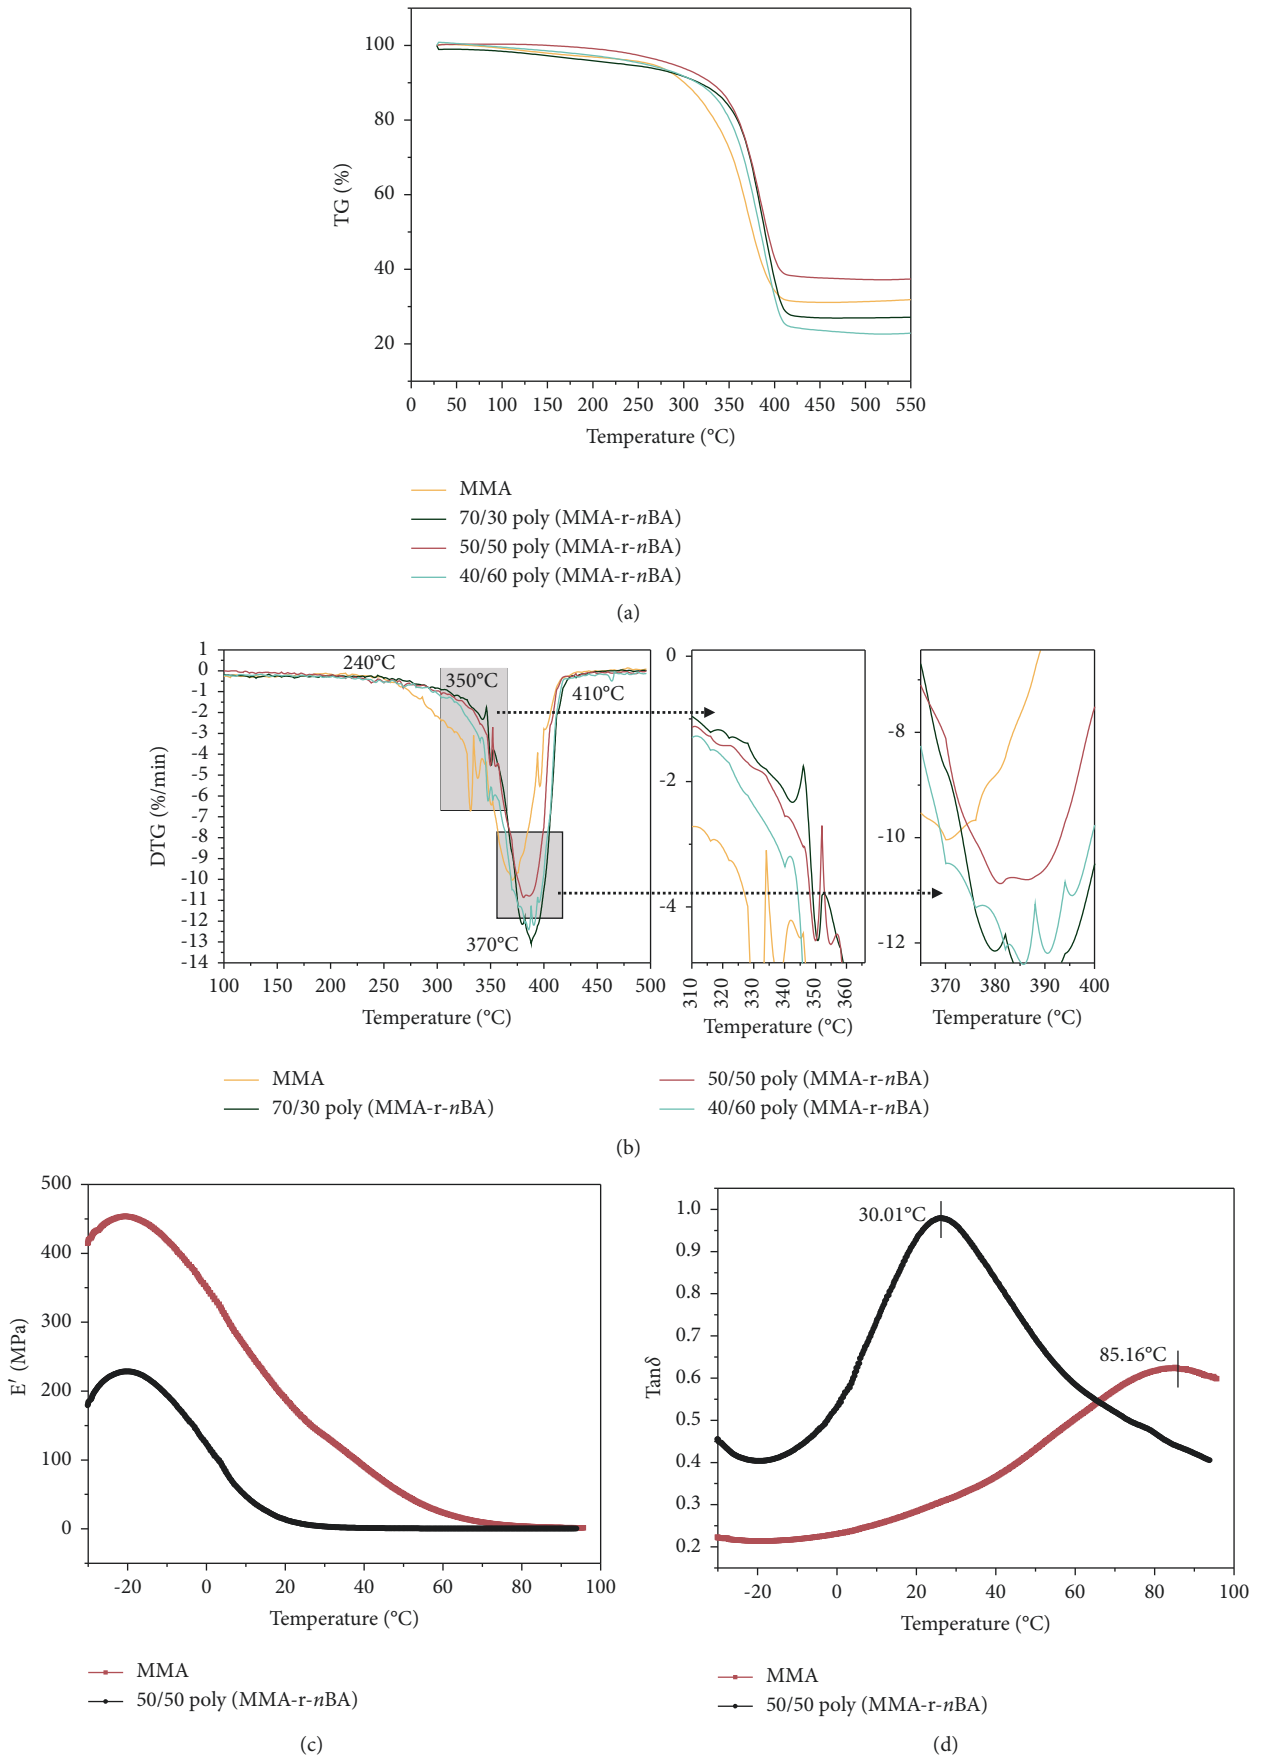 100
80
60
40
20
TG (%)
0 50 100 150 200 250 300 350 400 450 500 550
Temperature (°C)
MMA
70/30 poly (MMA-r-nBA)
50/50 poly (MMA-r-nBA)
40/60 poly (MMA-r-nBA)
(a)
1
0
-1
-2
-3
-4
-5
-6
-7
-8
-9
-10
-11
-12
-13
-14
DTG (%/min)
240°C
350°C
410°C
370°C
100 150 200 250 300 350 400 450 500
Temperature (°C)
0
-2
-4
310 320 330 340 350 360
Temperature (°C)
-8
-10
-12
370 380 390 400
Temperature (°C)
MMA
70/30 poly (MMA-r-nBA)
50/50 poly (MMA-r-nBA)
40/60 poly (MMA-r-nBA)
(b)
500
400
300
200
100
0
E′ (MPa)
-20 0 20 40 60 80 100
Temperature (°C)
MMA
50/50 poly (MMA-r-nBA)
(c)
1.0
0.9
0.8
0.7
0.6
0.5
0.4
0.3
0.2
Tanδ
30.01°C
85.16°C
-20 0 20 40 60 80 100
Temperature (°C)
MMA
50/50 poly (MMA-r-nBA)
(d)